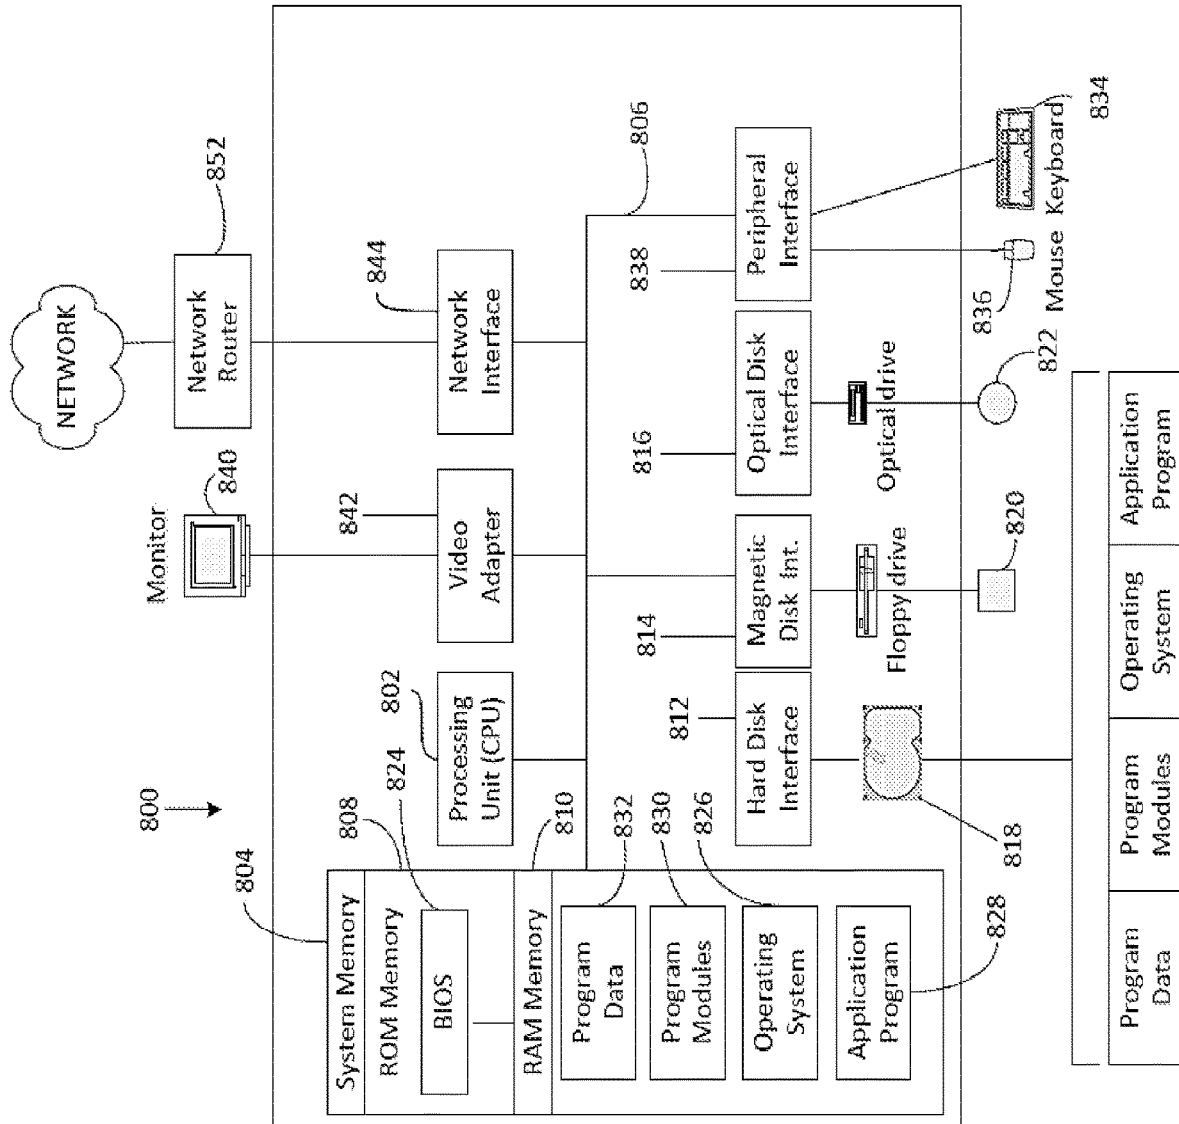 800
804
System Memory
808
ROM Memory
824
BIOS
810
RAM Memory
832
Program
Data
830
Program
Modules
826
Operating
System
Application
Program
828
802
Processing
Unit (CPU)
Monitor
840
842
Video
Adapter
NETWORK
Network
Router
852
844
Network
Interface
806
812
Hard Disk
Interface
818
814
Magnetic
Disk Int.
Floppy drive
820
816
Optical Disk
Interface
Optical drive
822
838
Peripheral
Interface
836
Mouse
Keyboard
834
Program
Data
Program
Modules
Operating
System
Application
Program